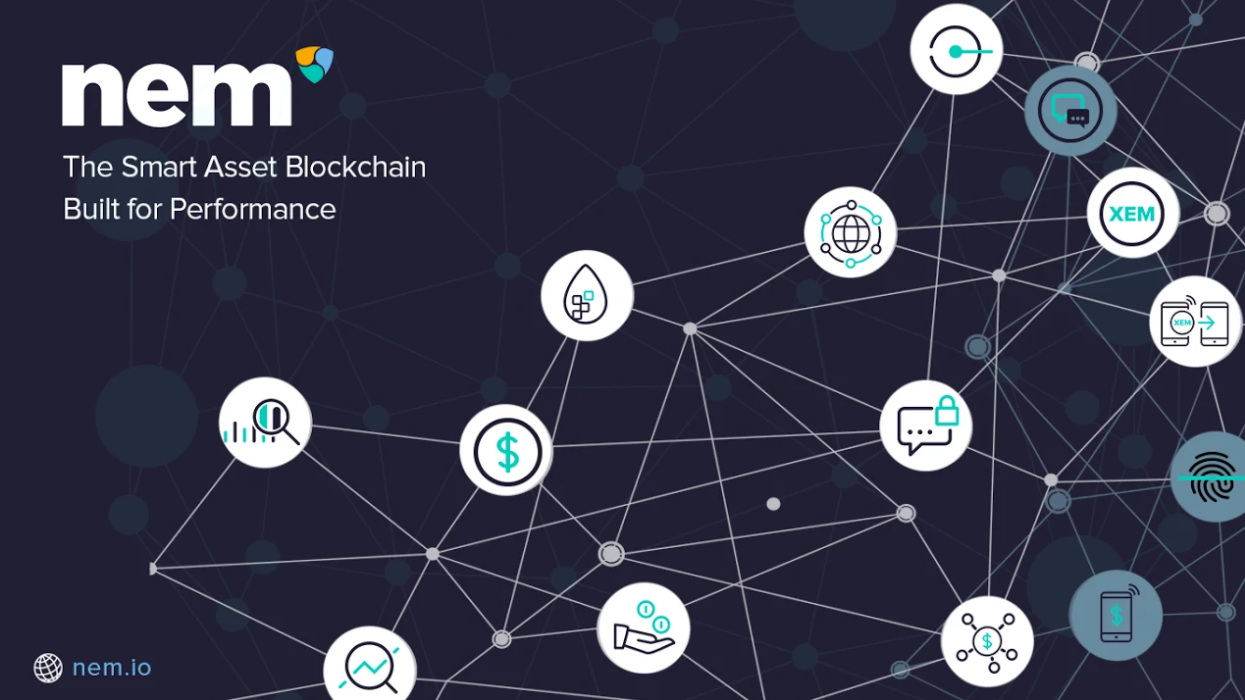 nem
The Smart Asset Blockchain
Built for Performance
XEM
XEM
$
$
$
nem.io